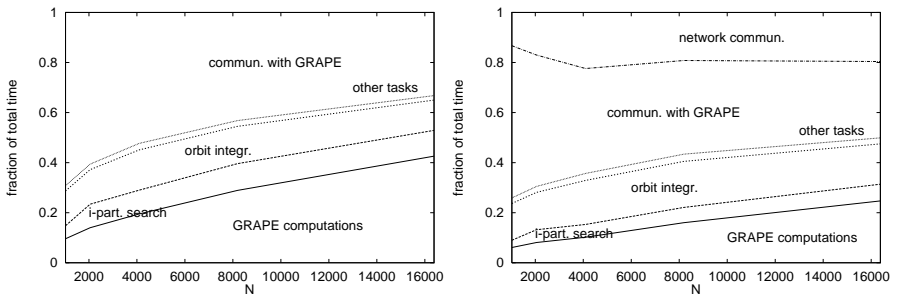 1
0.8
0.6
0.4
0.2
0
fraction of total time
commun. with GRAPE
other tasks
orbit integr.
i-part. search
GRAPE computations
2000 4000 6000 8000 10000 12000 14000 16000
N
1
0.8
0.6
0.4
0.2
0
fraction of total time
network commun.
commun. with GRAPE
other tasks
orbit integr.
i-part. search
GRAPE computations
2000 4000 6000 8000 10000 12000 14000 16000
N